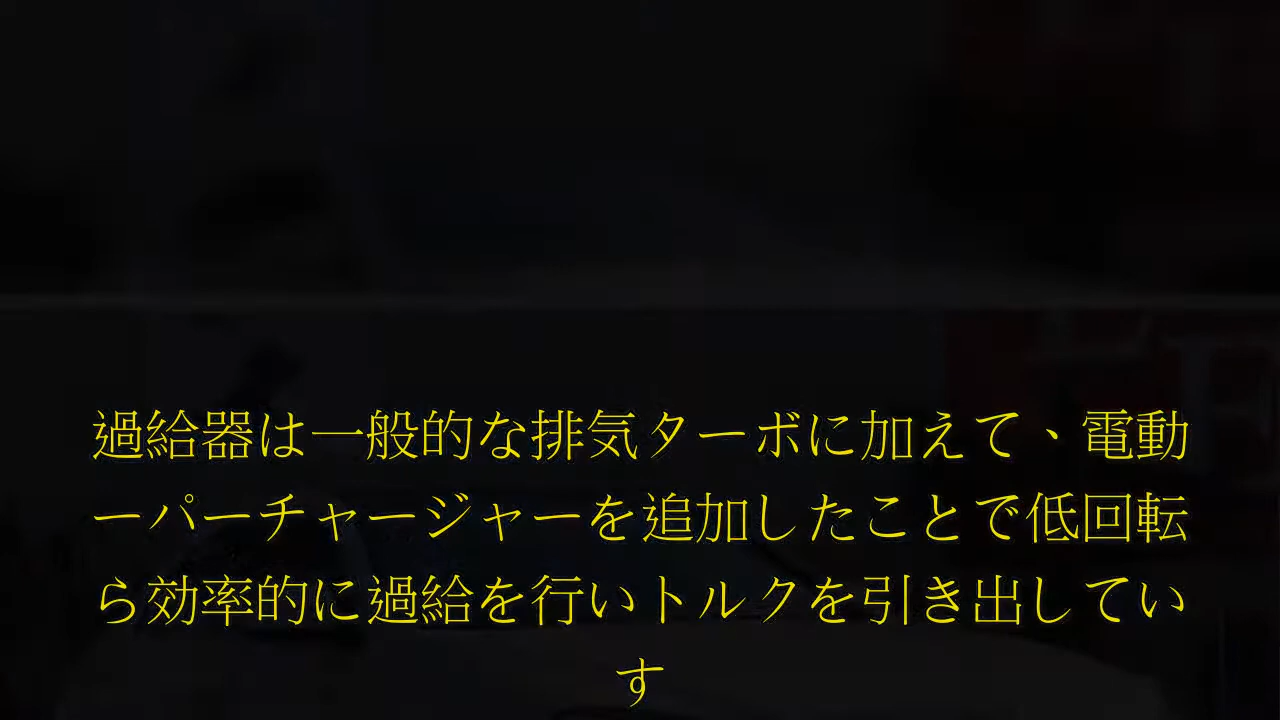 過給器は一般的な排気ターボに加えて、電動
ーパーチャージャーを追加したことで低回転
ら効率的に過給を行いトルクを引き出してい
す